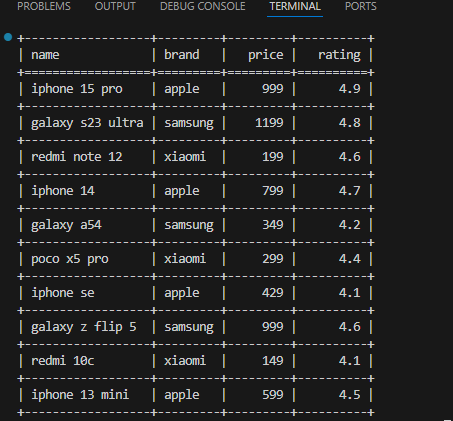 PROBLEMS OUTPUT DEBUG CONSOLE TERMINAL PORTS
+------------------+---------+---------+----------+
| name             | brand   |   price |   rating |
+==================+=========+=========+==========+
| iphone 15 pro    | apple   |     999 |      4.9 |
+------------------+---------+---------+----------+
| galaxy s23 ultra | samsung |    1199 |      4.8 |
+------------------+---------+---------+----------+
| redmi note 12    | xiaomi  |     199 |      4.6 |
+------------------+---------+---------+----------+
| iphone 14        | apple   |     799 |      4.7 |
+------------------+---------+---------+----------+
| galaxy a54       | samsung |     349 |      4.2 |
+------------------+---------+---------+----------+
| poco x5 pro      | xiaomi  |     299 |      4.4 |
+------------------+---------+---------+----------+
| iphone se        | apple   |     429 |      4.1 |
+------------------+---------+---------+----------+
| galaxy z flip 5  | samsung |     999 |      4.6 |
+------------------+---------+---------+----------+
| redmi 10c        | xiaomi  |     149 |      4.1 |
+------------------+---------+---------+----------+
| iphone 13 mini   | apple   |     599 |      4.5 |
+------------------+---------+---------+----------+